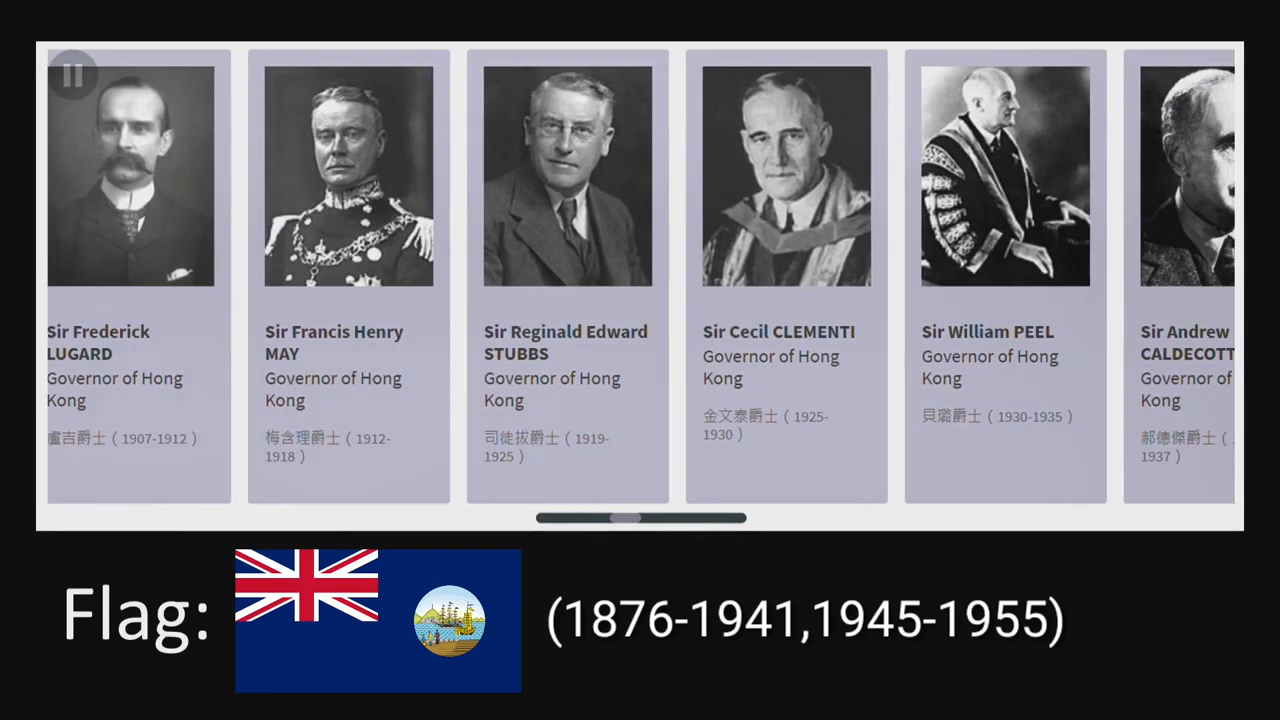 Sir Frederick
LUGARD
Governor of Hong
Kong
盧吉爵士 ( 1907-1912 )
Sir Francis Henry
MAY
Governor of Hong
Kong
梅含理爵士 ( 1912-
1918 )
Sir Reginald Edward
STUBBS
Governor of Hong
Kong
司徒拔爵士 ( 1919-
1925 )
Sir Cecil CLEMENTI
Governor of Hong
Kong
金文泰爵士 ( 1925-
1930 )
Sir William PEEL
Governor of Hong
Kong
貝璐爵士 ( 1930-1935 )
Sir Andrew
CALDECOTT
Governor of
Kong
郝德傑爵士 (
1937 )
Flag:
(1876-1941,1945-1955)